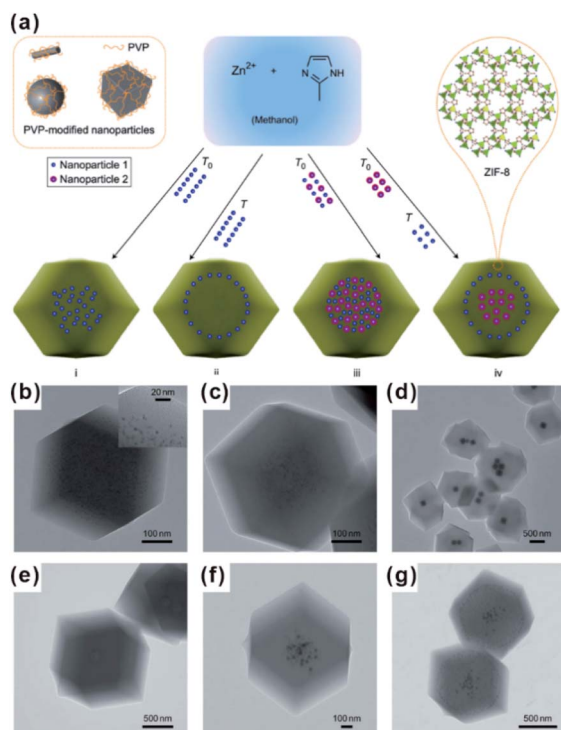 (a)
PVP
PVP-modified nanoparticles
Zn2+ + N NH
(Methanol)
ZIF-8
Nanoparticle 1
Nanoparticle 2
T0
T
T0
T0
T
i ii iii iv
(b)
20 nm
100 nm
(c)
100 nm
(d)
500 nm
(e)
500 nm
(f)
100 nm
(g)
500 nm